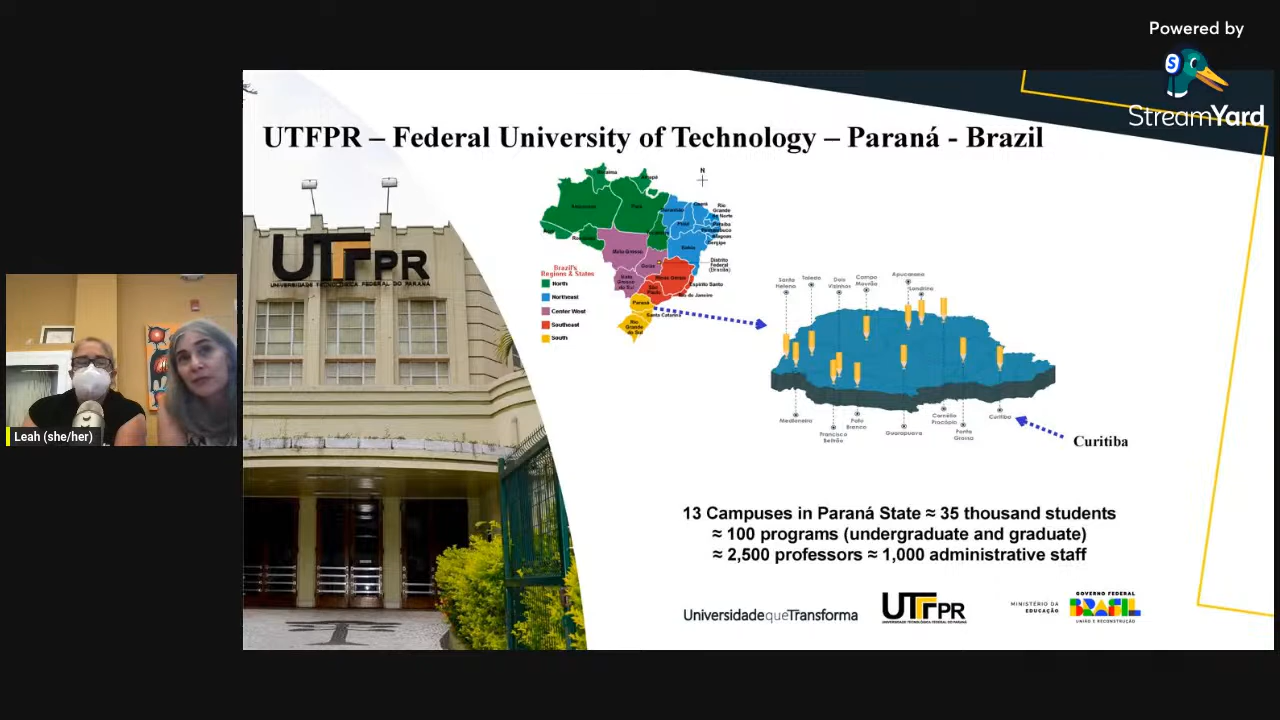 Powered by
StreamYard
UTFPR – Federal University of Technology – Paraná - Brazil
UTFPR
UNIVERSIDADE TECNOLÓGICA FEDERAL DO PARANÁ
N
Pará
Ceará
Rio
Grande
do Norte
Piauí
Bahia
Mato Grosso
Goiás
Distrito
Federal
(Brasília)
Minas Gerais
Espírito Santo
Mato
Grosso
do Sul
São
Paulo
Rio de Janeiro
Paraná
Santa Catarina
Rio
Grande
do Sul
Brazil's
Regions & States
North
Northeast
Center West
Southeast
South
Santa
Helena
Toledo
Dois
Vizinhos
Campo
Mourão
Apucarana
Londrina
Medianeira
Francisco
Beltrão
Pato
Branco
Guarapuava
Cornélio
Procópio
Ponta
Grossa
Curitiba
Curitiba
13 Campuses in Paraná State ≈ 35 thousand students
≈ 100 programs (undergraduate and graduate)
≈ 2,500 professors ≈ 1,000 administrative staff
UniversidadequeTransforma
UTFPR
UNIVERSIDADE TECNOLÓGICA FEDERAL DO PARANÁ
MINISTÉRIO DA
EDUCAÇÃO
GOVERNO FEDERAL
BRASIL
UNIÃO E RECONSTRUÇÃO
Leah (she/her)